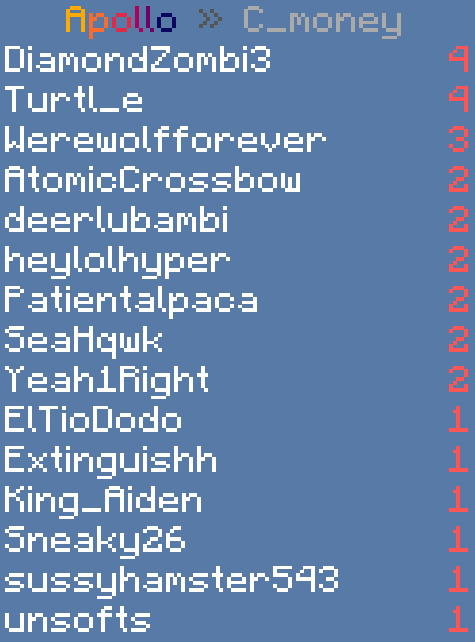 Apollo » C_money
DiamondZombi3 4
Turtl_e 4
Werewolfforever 3
AtomicCrossbow 2
deerlubambi 2
heylolhyper 2
Patientalpaca 2
SeaHqwk 2
Yeah1Right 2
ElTioDodo 1
Extinguishh 1
King_Aiden 1
Sneaky26 1
sussyhamster543 1
unsofts 1